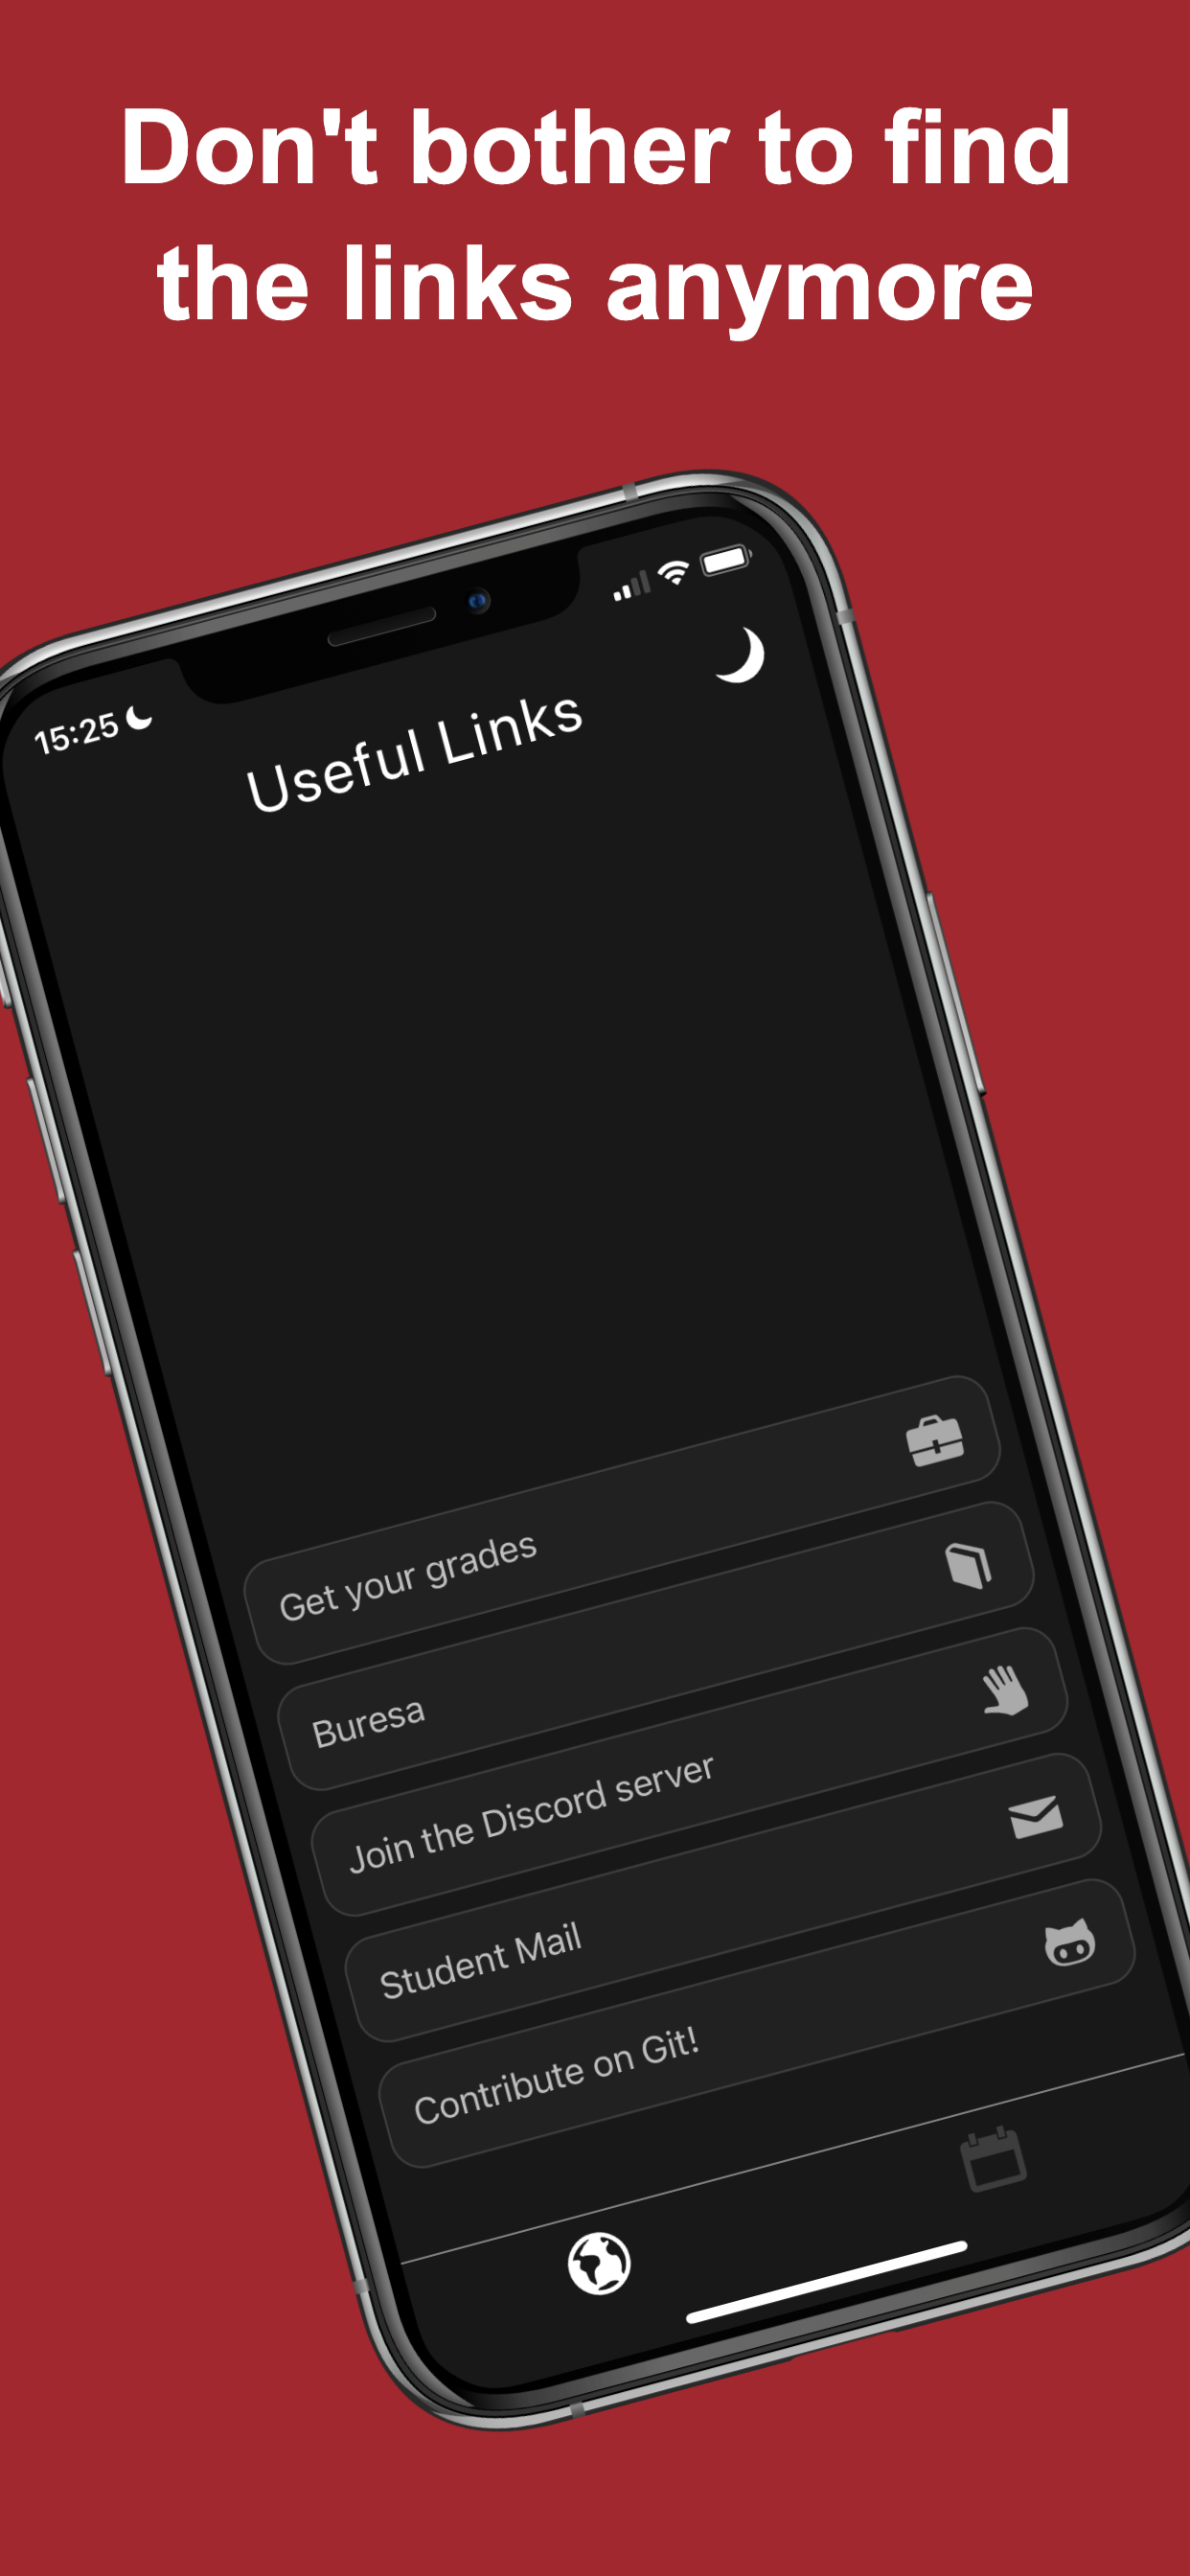 Don't bother to find
the links anymore
15:25
Useful Links
Get your grades
Buresa
Join the Discord server
Student Mail
Contribute on Git!